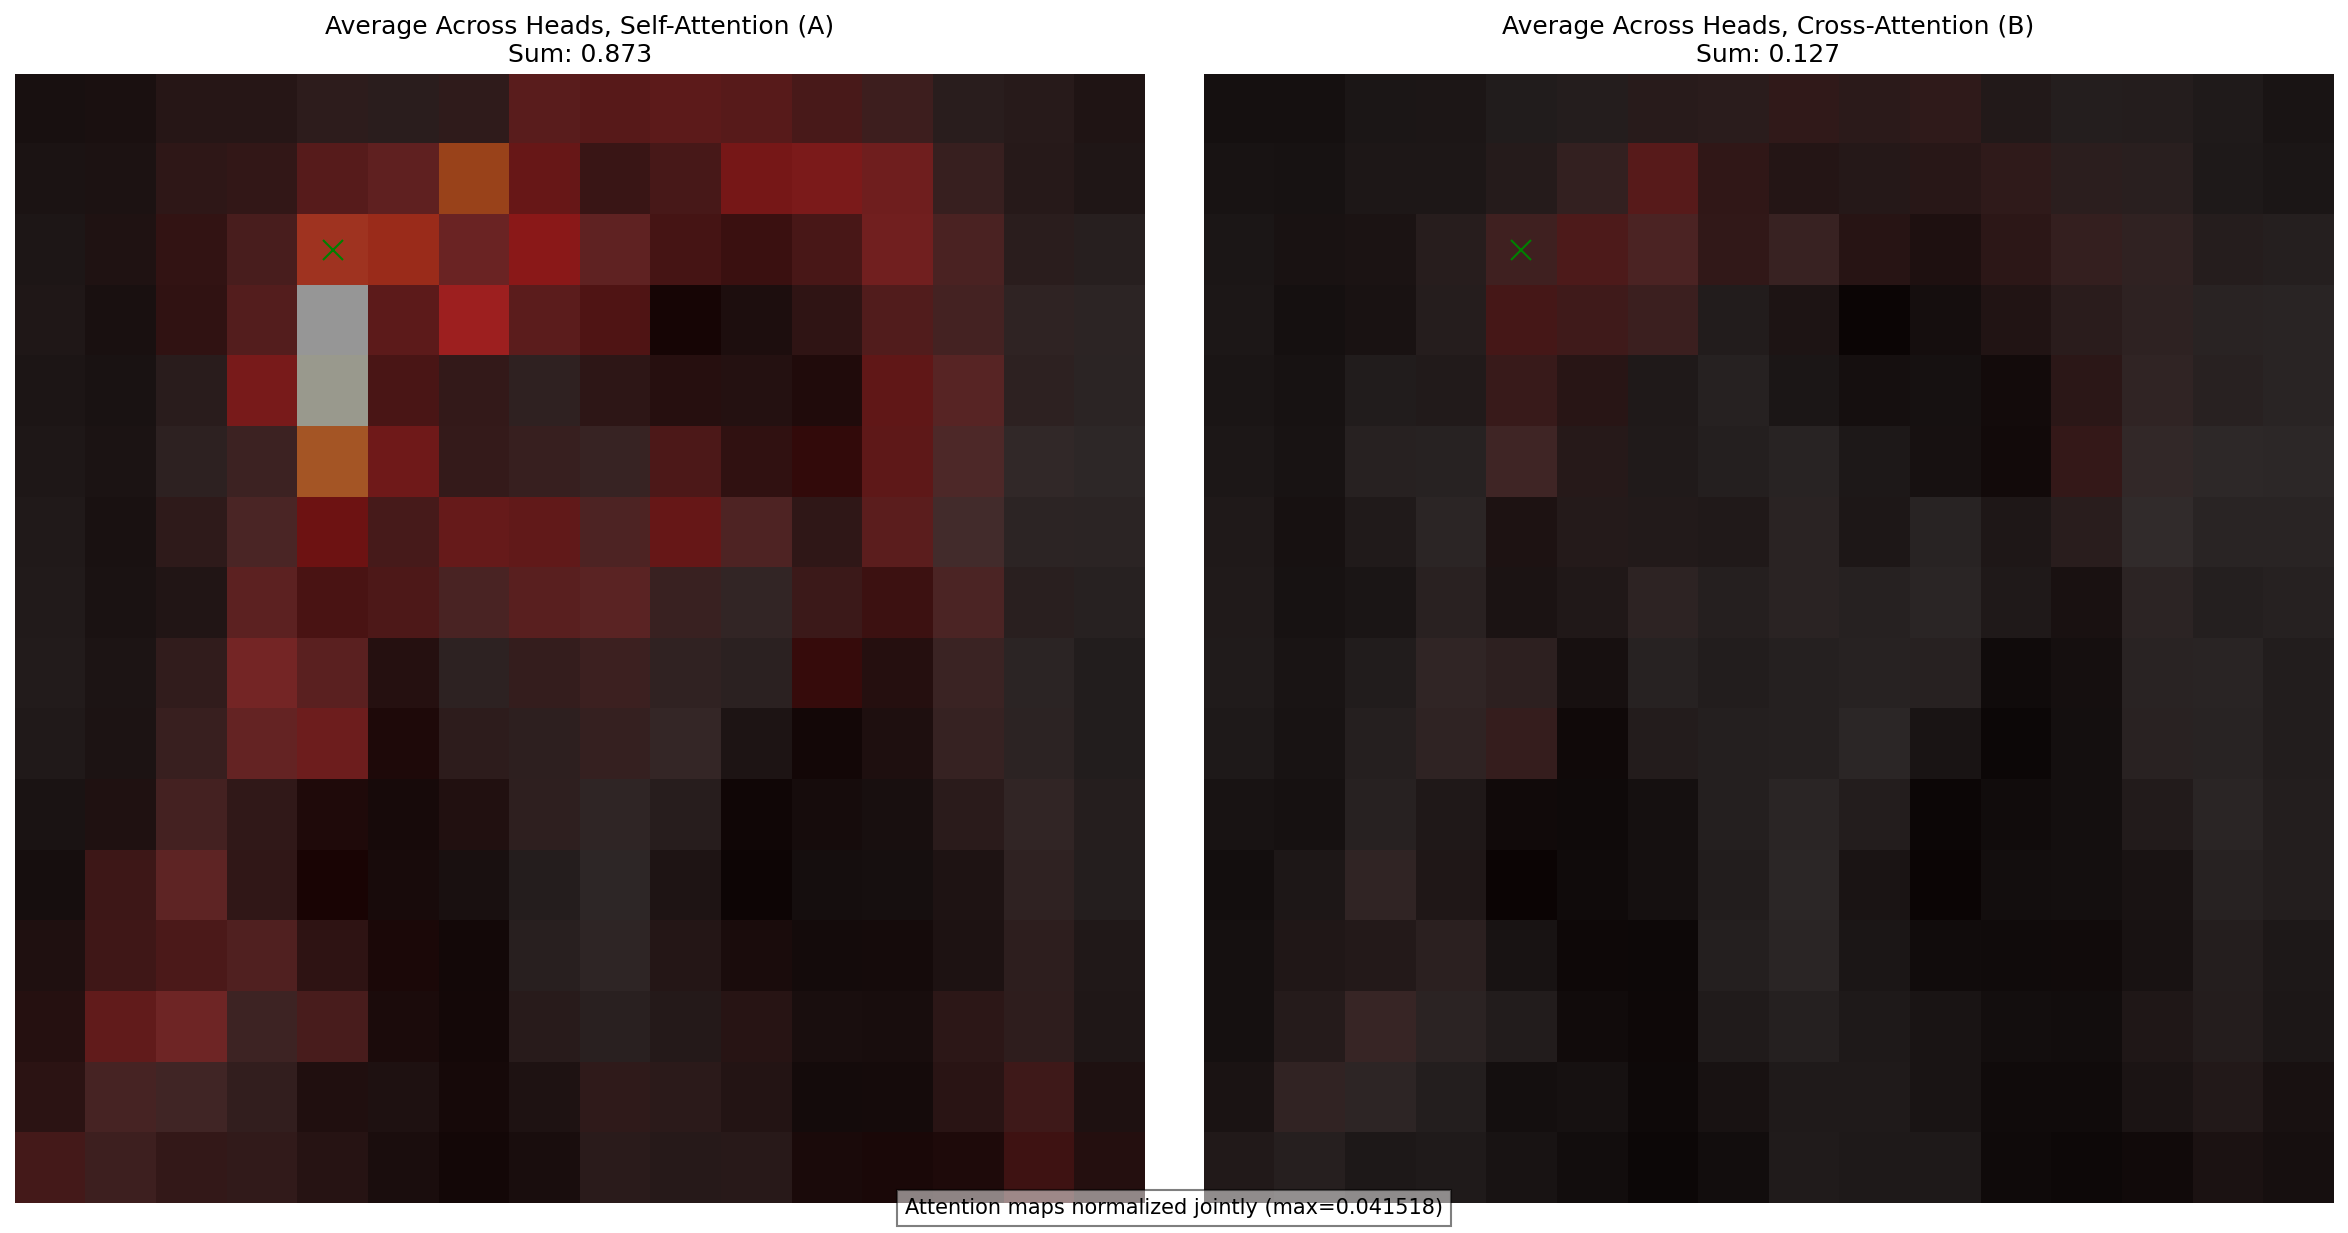 Average Across Heads, Self-Attention (A)
Sum: 0.873
Average Across Heads, Cross-Attention (B)
Sum: 0.127
Attention maps normalized jointly (max=0.041518)